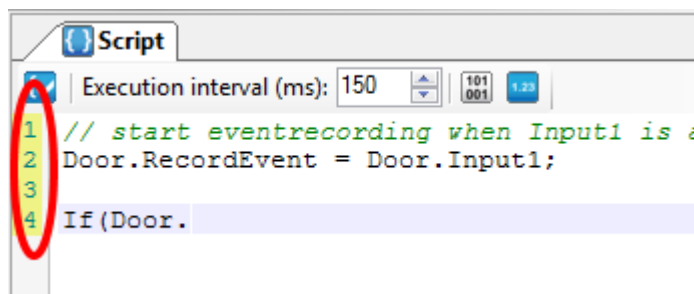 Script
Execution interval (ms): 150 101 001 1.23
1 // start eventrecording when Input1 is
2 Door.RecordEvent = Door.Input1;
3
4 If(Door.